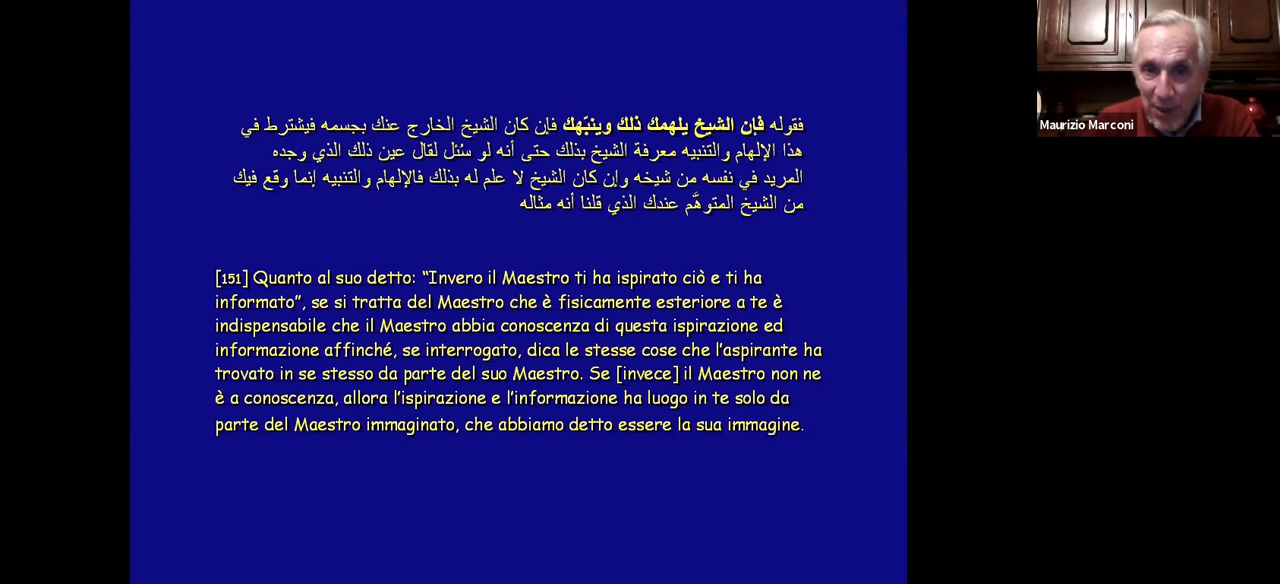 فقوله فإن الشيخ يلهمك ذلك وينبّهك فإن كان الشيخ الخارج عنك بجسمه فيشترط في
هذا الإلهام والتنبيه معرفة الشيخ بذلك حتى أنه لو سُئل لقال عين ذلك الذي وجده
المريد في نفسه من شيخه وإن كان الشيخ لا علم له بذلك فالإلهام والتنبيه إنما وقع فيك
من الشيخ المتوهَّم عندك الذي قلنا أنه مثاله
[151] Quanto al suo detto: “Invero il Maestro ti ha ispirato ciò e ti ha
informato”, se si tratta del Maestro che è fisicamente esteriore a te è
indispensabile che il Maestro abbia conoscenza di questa ispirazione ed
informazione affinché, se interrogato, dica le stesse cose che l’aspirante ha
trovato in se stesso da parte del suo Maestro. Se [invece] il Maestro non ne
è a conoscenza, allora l’ispirazione e l’informazione ha luogo in te solo da
parte del Maestro immaginato, che abbiamo detto essere la sua immagine.
Maurizio Marconi